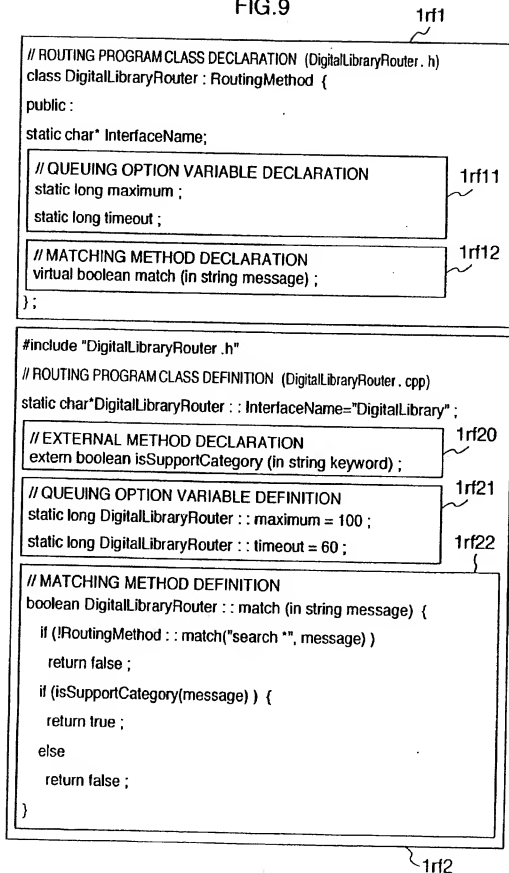 FIG.9
1rf1
// ROUTING PROGRAM CLASS DECLARATION (DigitalLibraryRouter . h)
class DigitalLibraryRouter : RoutingMethod {
public :
static char* InterfaceName;
// QUEUING OPTION VARIABLE DECLARATION
1rf11
static long maximum ;
static long timeout ;
// MATCHING METHOD DECLARATION
1rf12
virtual boolean match (in string message) ;
} ;
#include "DigitalLibraryRouter .h"
// ROUTING PROGRAM CLASS DEFINITION (DigitalLibraryRouter . cpp)
static char*DigitalLibraryRouter : : InterfaceName="DigitalLibrary" ;
// EXTERNAL METHOD DECLARATION
1rf20
extern boolean isSupportCategory (in string keyword) ;
// QUEUING OPTION VARIABLE DEFINITION
1rf21
static long DigitalLibraryRouter : : maximum = 100 ;
static long DigitalLibraryRouter : : timeout = 60 ;
1rf22
// MATCHING METHOD DEFINITION
boolean DigitalLibraryRouter : : match (in string message) {
if (!RoutingMethod : : match("search *", message) )
return false ;
if (isSupportCategory(message) ) {
return true ;
else
return false ;
}
1rf2